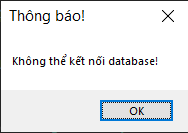 Thông báo!
Không thể kết nối database!
OK